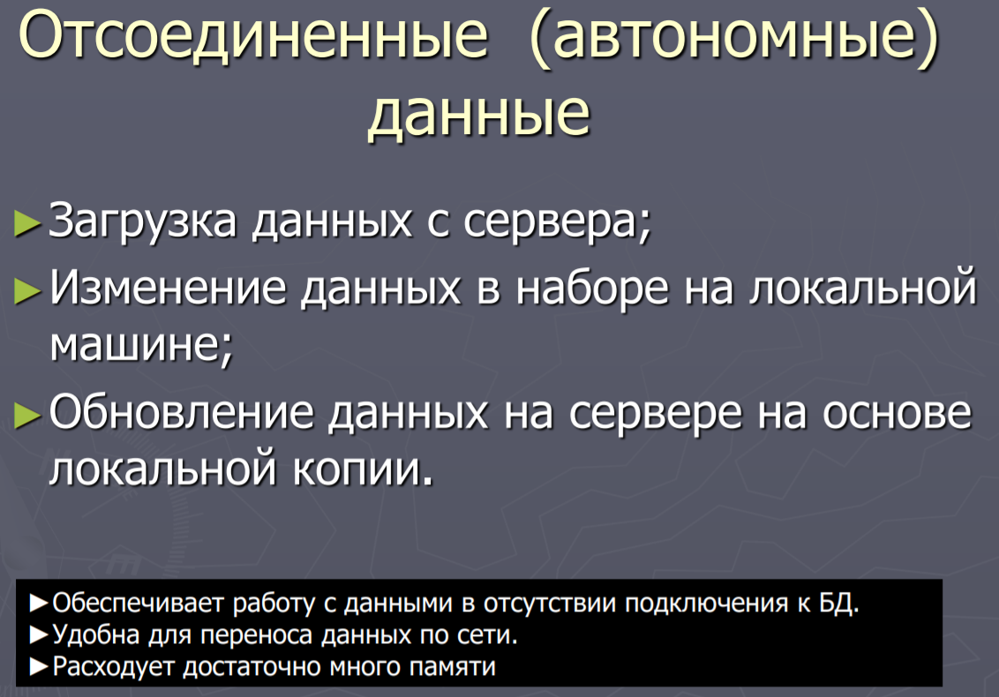 Отсоединенные (автономные)
данные
►Загрузка данных с сервера;
►Изменение данных в наборе на локальной
машине;
►Обновление данных на сервере на основе
локальной копии.
►Обеспечивает работу с данными в отсутствии подключения к БД.
►Удобна для переноса данных по сети.
►Расходует достаточно много памяти